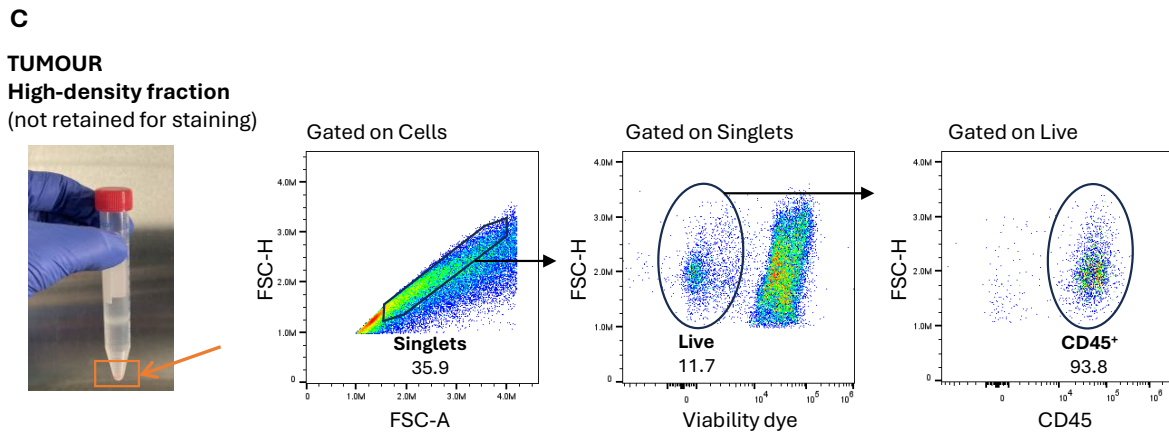 C
TUMOUR
High-density fraction
(not retained for staining)
Gated on Cells
4.0M
3.0M
2.0M
1.0M
0
FSC-H
Singlets
35.9
0 1.0M 2.0M 3.0M 4.0M
FSC-A
Gated on Singlets
4.0M
3.0M
2.0M
1.0M
0
FSC-H
Live
11.7
0 10⁴ 10⁵ 10⁶
Viability dye
Gated on Live
4.0M
3.0M
2.0M
1.0M
0
FSC-H
CD45⁺
93.8
0 10⁴ 10⁵ 10⁶
CD45